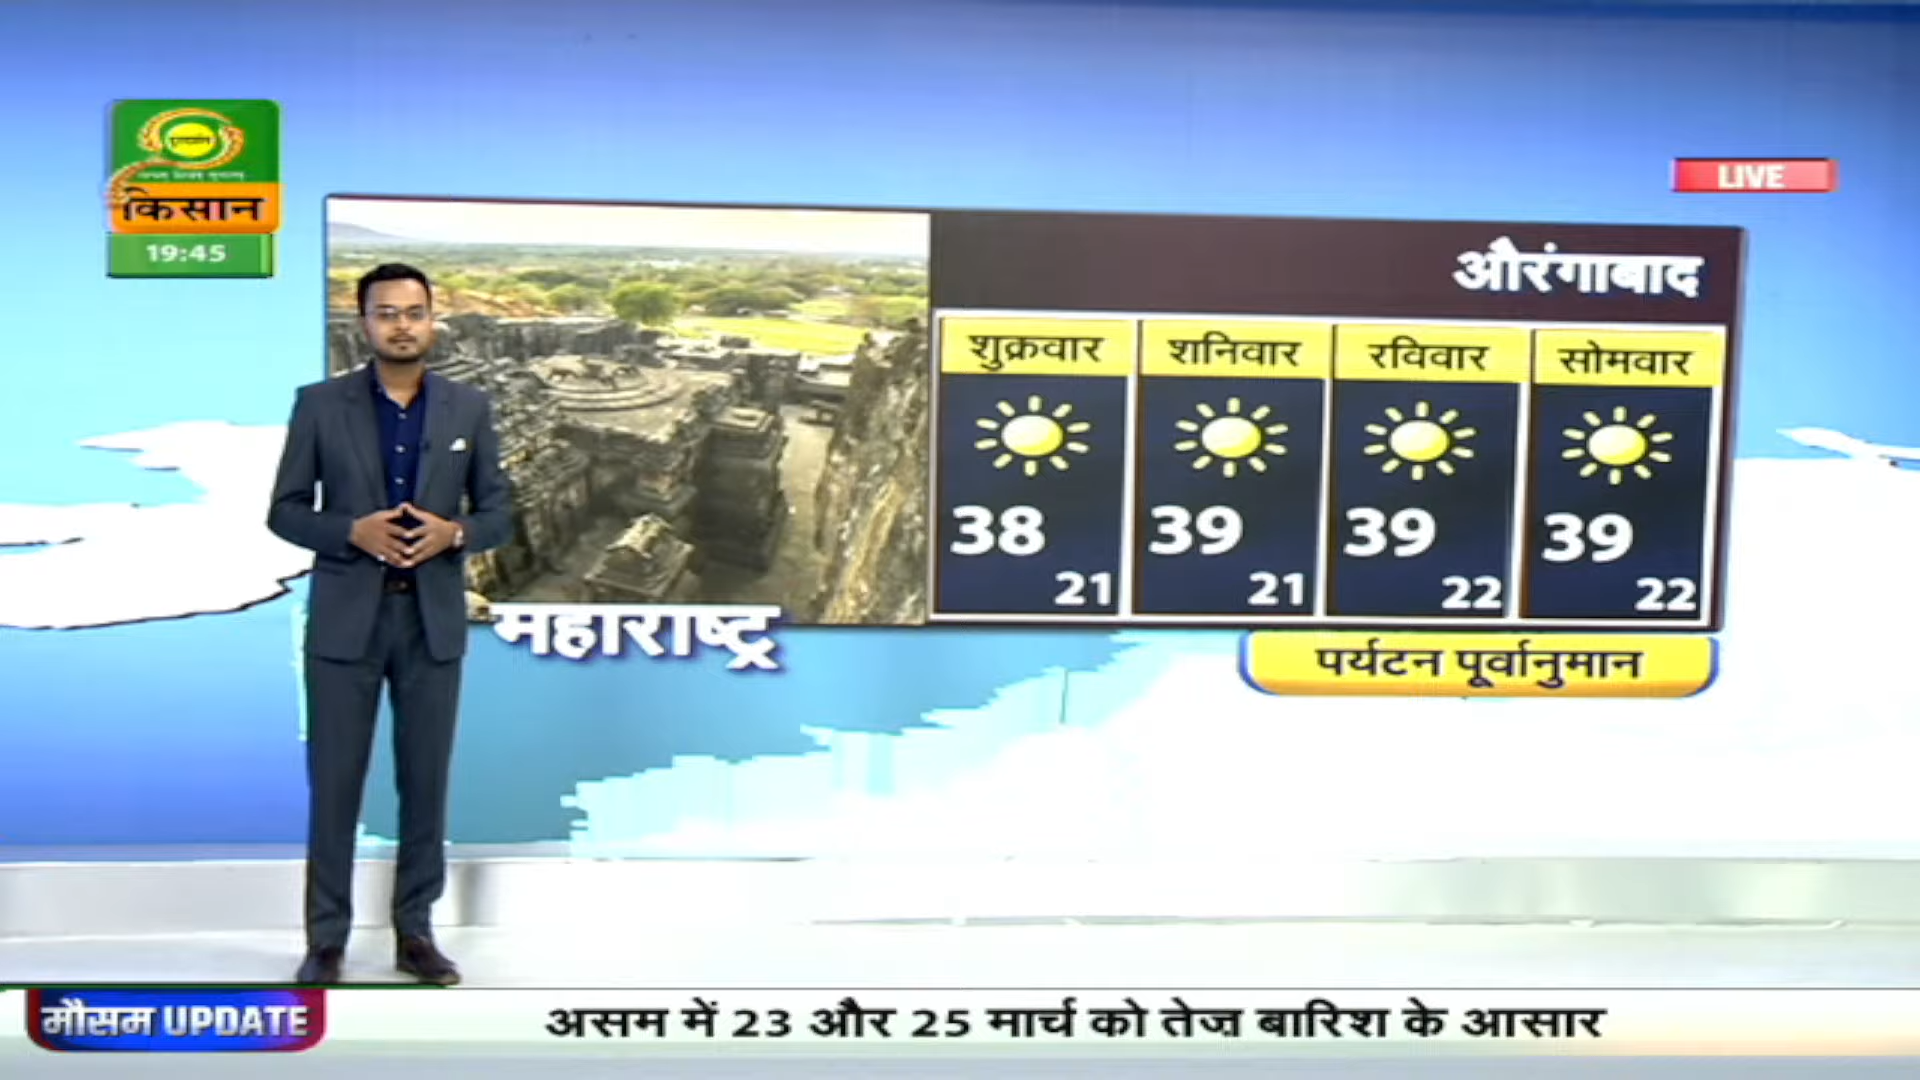 किसान
19:45
LIVE
औरंगाबाद
शुक्रवार शनिवार रविवार सोमवार
38 39 39 39
21 21 22 22
महाराष्ट्र
पर्यटन पूर्वानुमान
मौसम UPDATE
असम में 23 और 25 मार्च को तेज बारिश के आसार